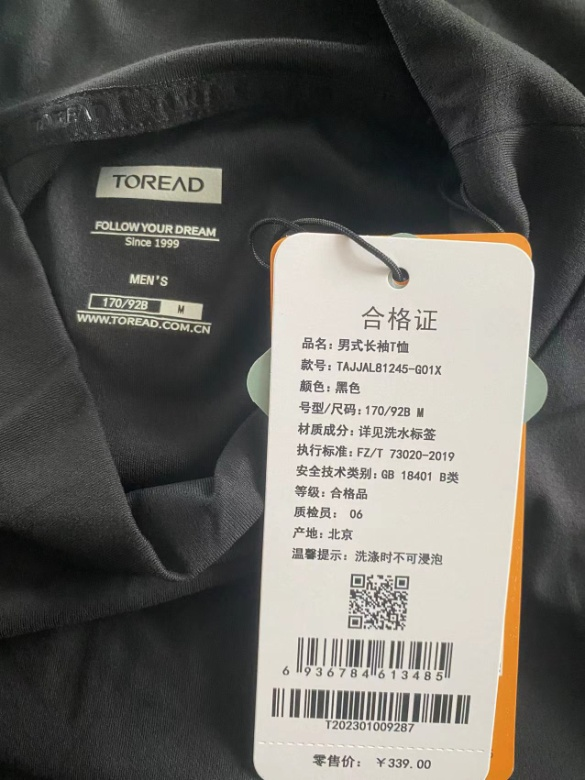 TOREAD
FOLLOW YOUR DREAM
Since 1999
MEN'S
170/92B M
WWW.TOREAD.COM.CN
合格证
品名：男式长袖T恤
款号：TAJJAL81245-G01X
颜色：黑色
号型/尺码：170/92B M
材质成分：详见洗水标签
执行标准：FZ/T 73020-2019
安全技术类别：GB 18401 B类
等级：合格品
质检员： 06
产地：北京
温馨提示：洗涤时不可浸泡
6 936784 613485
T202301009287
零售价： ￥339.00